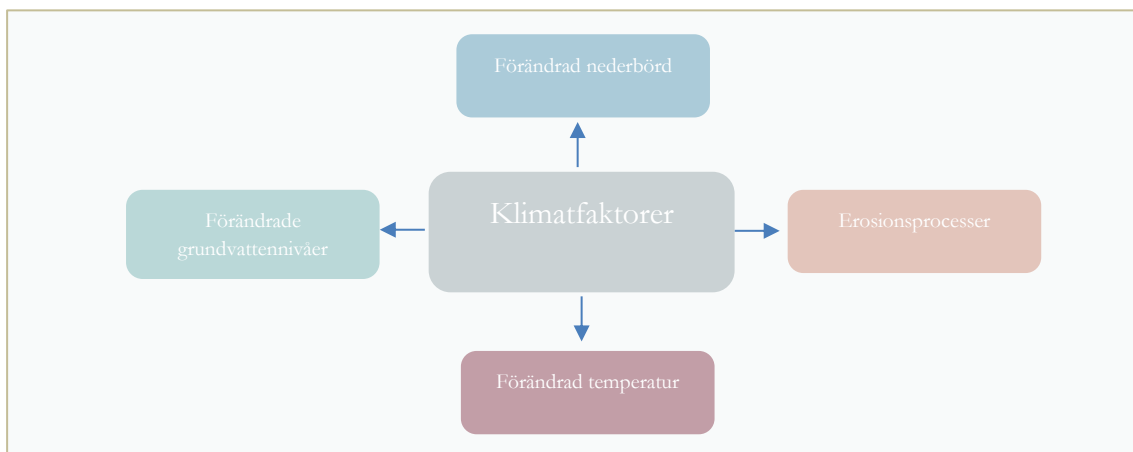 Förändrad nederbörd
Klimatfaktorer
Förändrade
grundvattennivåer
Erosionsprocesser
Förändrad temperatur